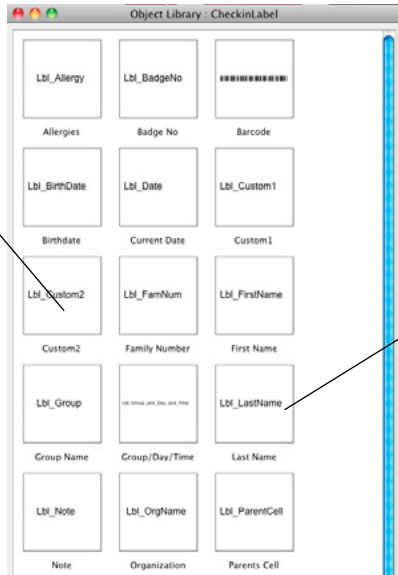 Object Library : CheckinLabel
Lbl_Allergy Lbl_BadgeNo
Allergies Badge No Barcode
Lbl_BirthDate Lbl_Date Lbl_Custom1
Birthdate Current Date Custom1
Lbl_Custom2 Lbl_FamNum Lbl_FirstName
Custom2 Family Number First Name
Lbl_Group Lbl_Group_and_Day_and_Time Lbl_LastName
Group Name Group/Day/Time Last Name
Lbl_Note Lbl_OrgName Lbl_ParentCell
Note Organization Parents Cell